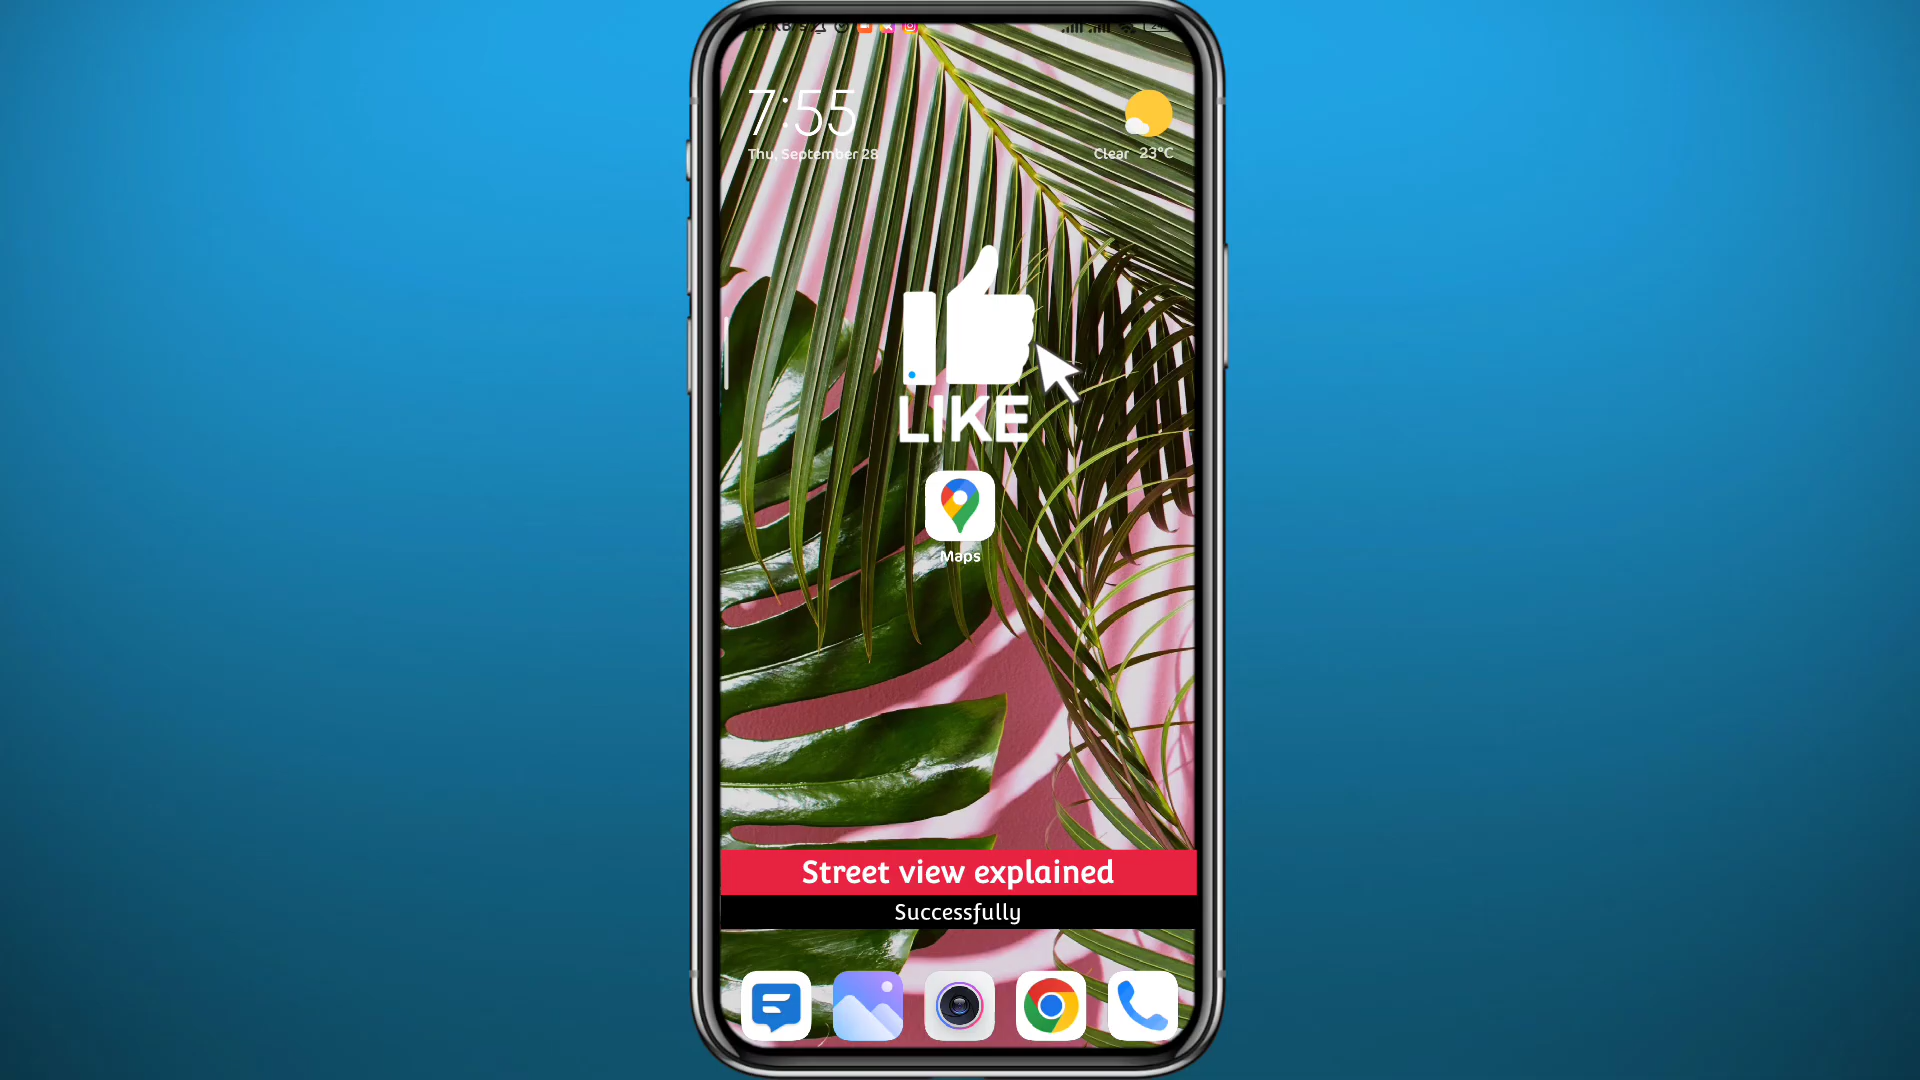 7:55
Thu, September 28
Clear 23°C
LIKE
Maps
Street view explained
Successfully